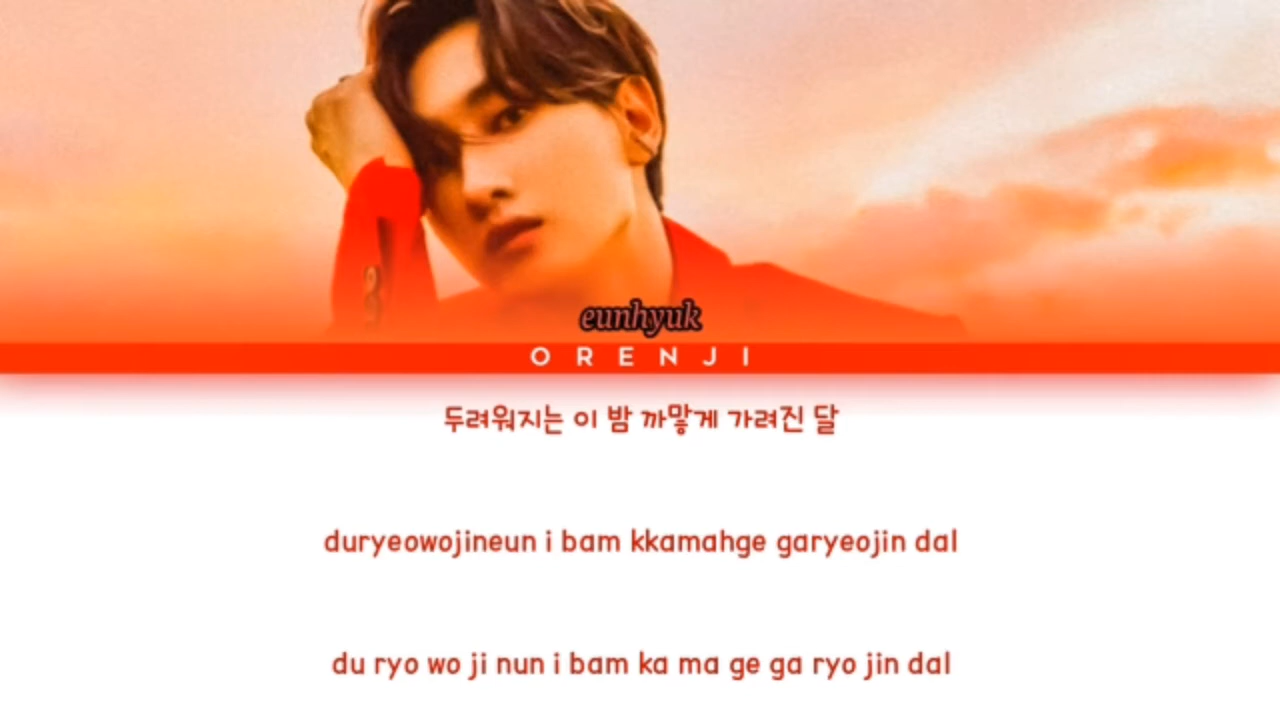 eunhyuk
ORENJI
두려워지는 이 밤 까맣게 가려진 달
duryeowojineun i bam kkamahge garyeojin dal
du ryo wo ji nun i bam ka ma ge ga ryo jin dal